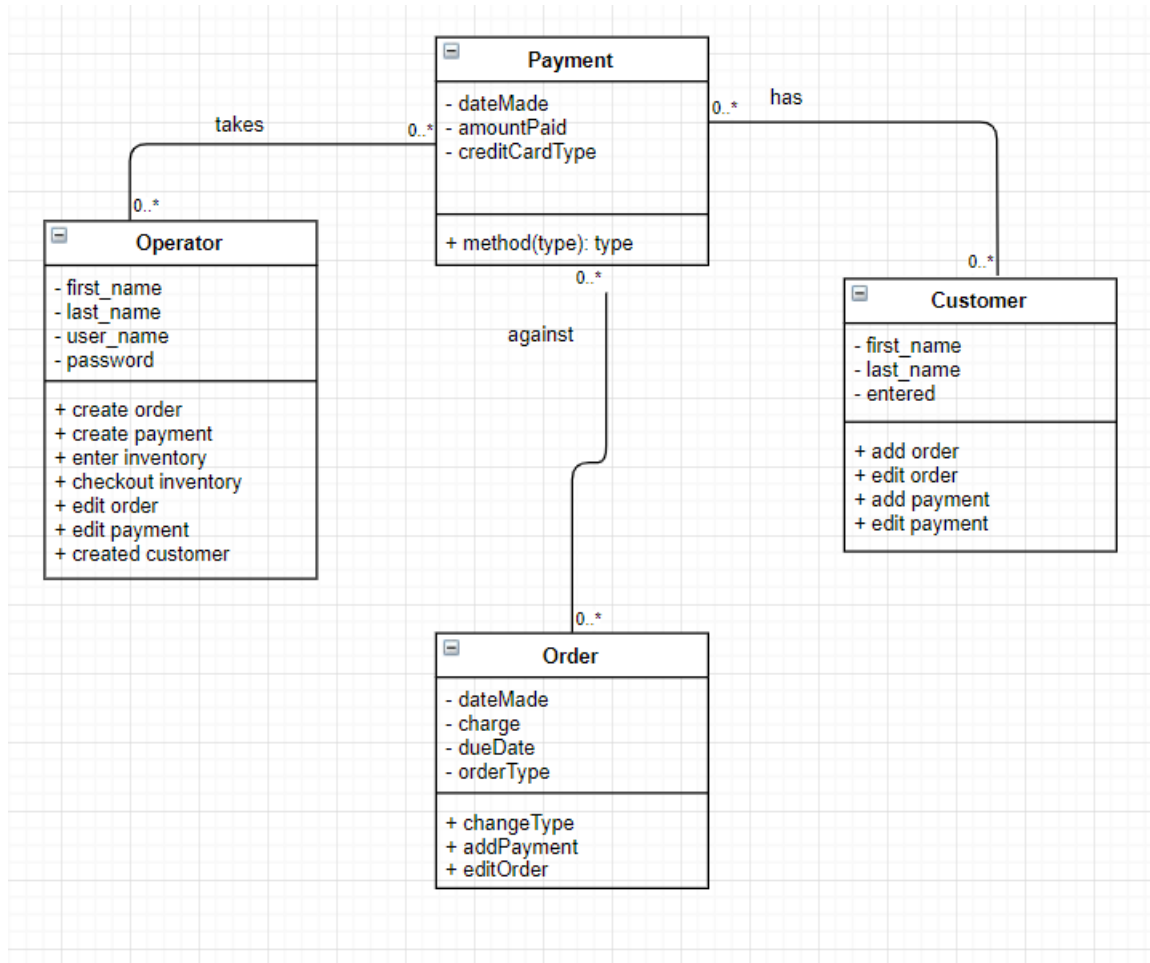 Payment
- dateMade
- amountPaid
- creditCardType
+ method(type): type
takes
0..*
0..*
has
0..*
0..*
0..*
against
0..*
Operator
- first_name
- last_name
- user_name
- password
+ create order
+ create payment
+ enter inventory
+ checkout inventory
+ edit order
+ edit payment
+ created customer
Customer
- first_name
- last_name
- entered
+ add order
+ edit order
+ add payment
+ edit payment
Order
- dateMade
- charge
- dueDate
- orderType
+ changeType
+ addPayment
+ editOrder